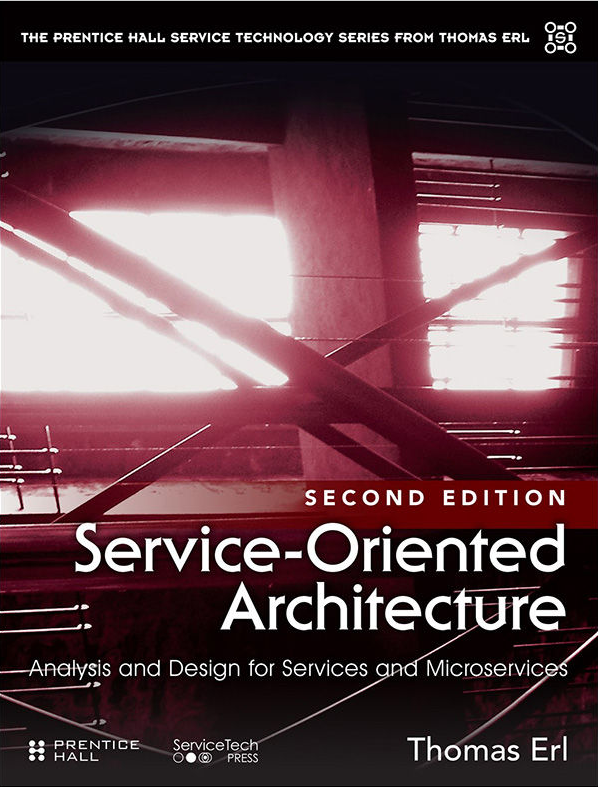 THE PRENTICE HALL SERVICE TECHNOLOGY SERIES FROM THOMAS ERL
SECOND EDITION
Service-Oriented
Architecture
Analysis and Design for Services and Microservices
PRENTICE
HALL
ServiceTech
PRESS
Thomas Erl